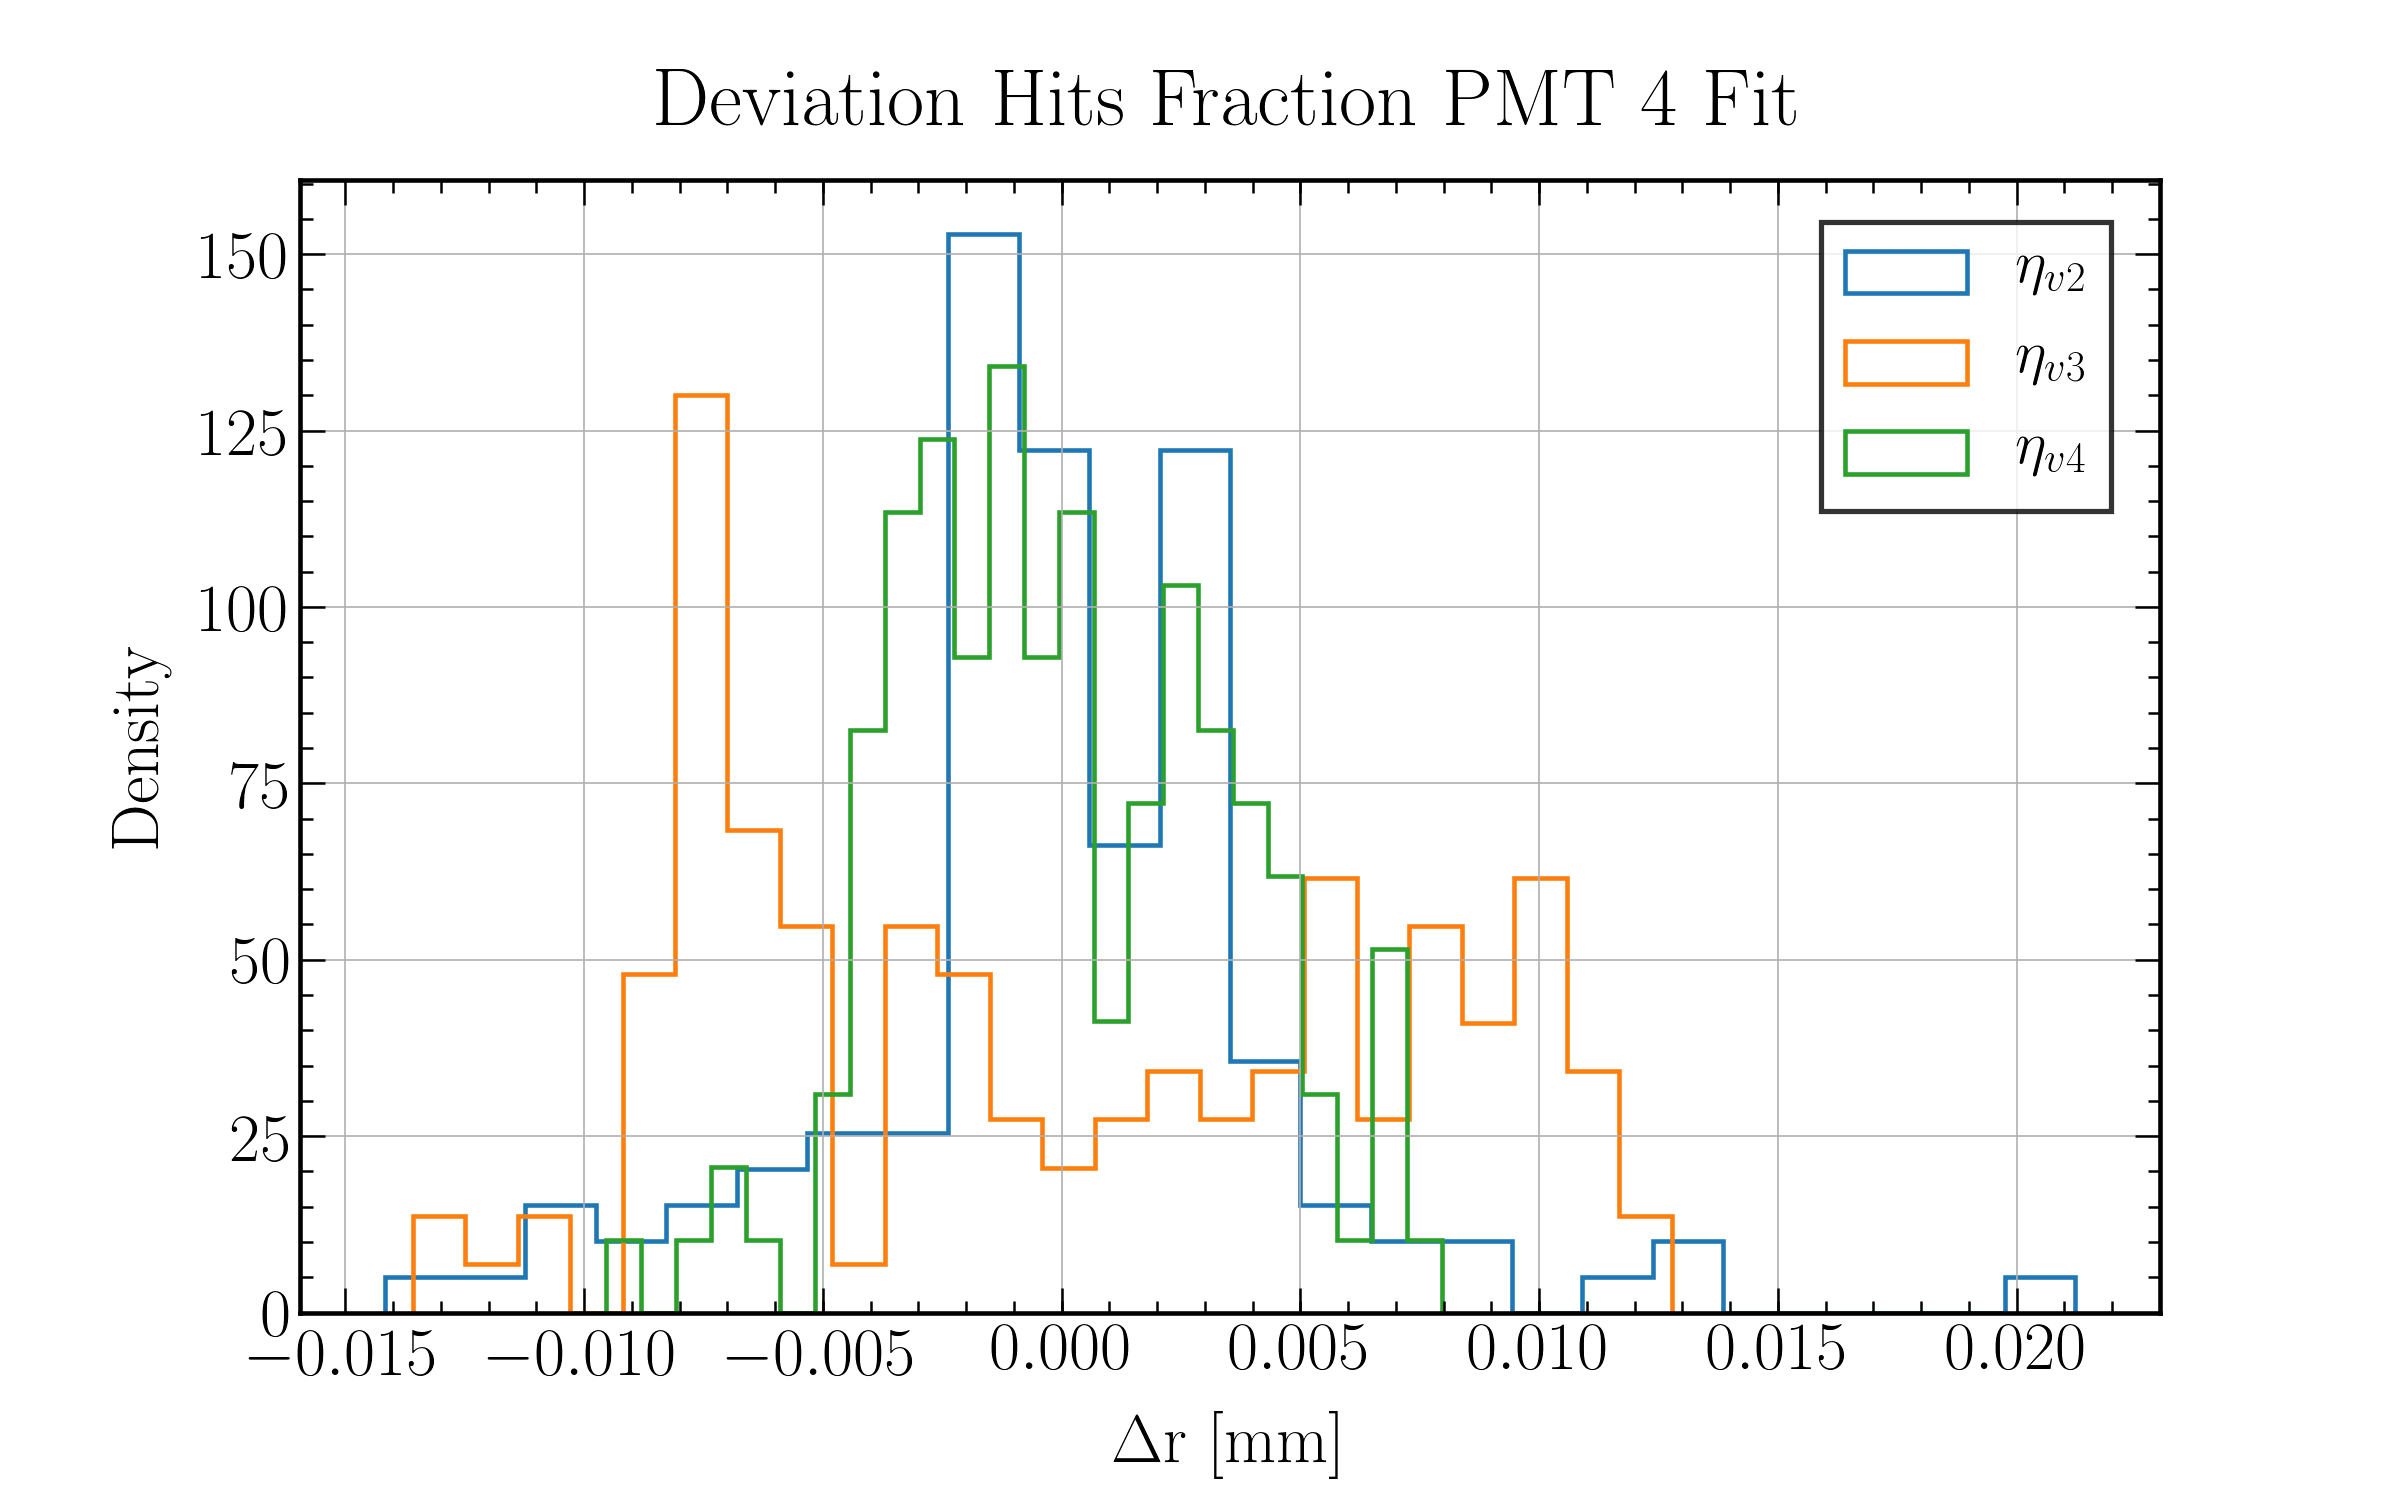 Deviation Hits Fraction PMT 4 Fit
150
125
100
75
50
25
0
Density
−0.015 −0.010 −0.005 0.000 0.005 0.010 0.015 0.020
Δr [mm]
ηv2
ηv3
ηv4